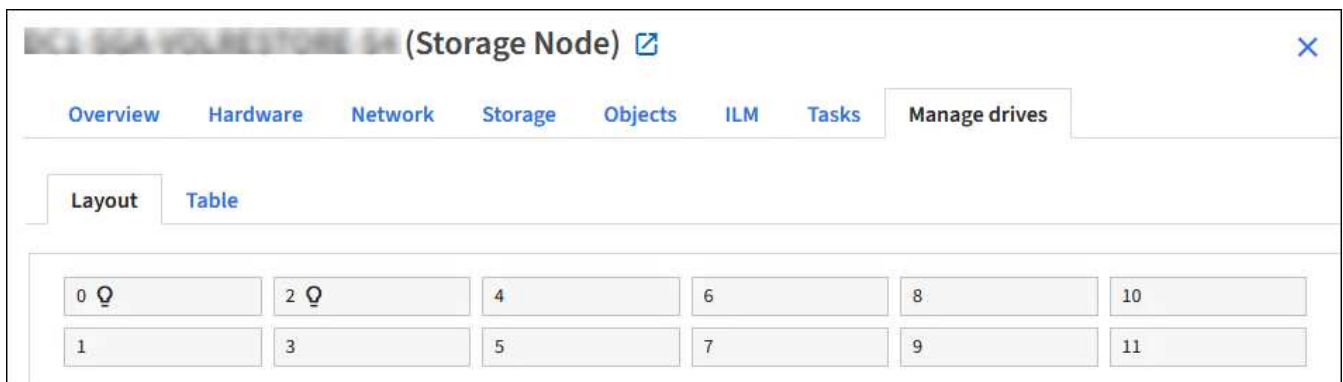 (Storage Node)
Overview Hardware Network Storage Objects ILM Tasks Manage drives
Layout Table
0 2 4 6 8 10
1 3 5 7 9 11